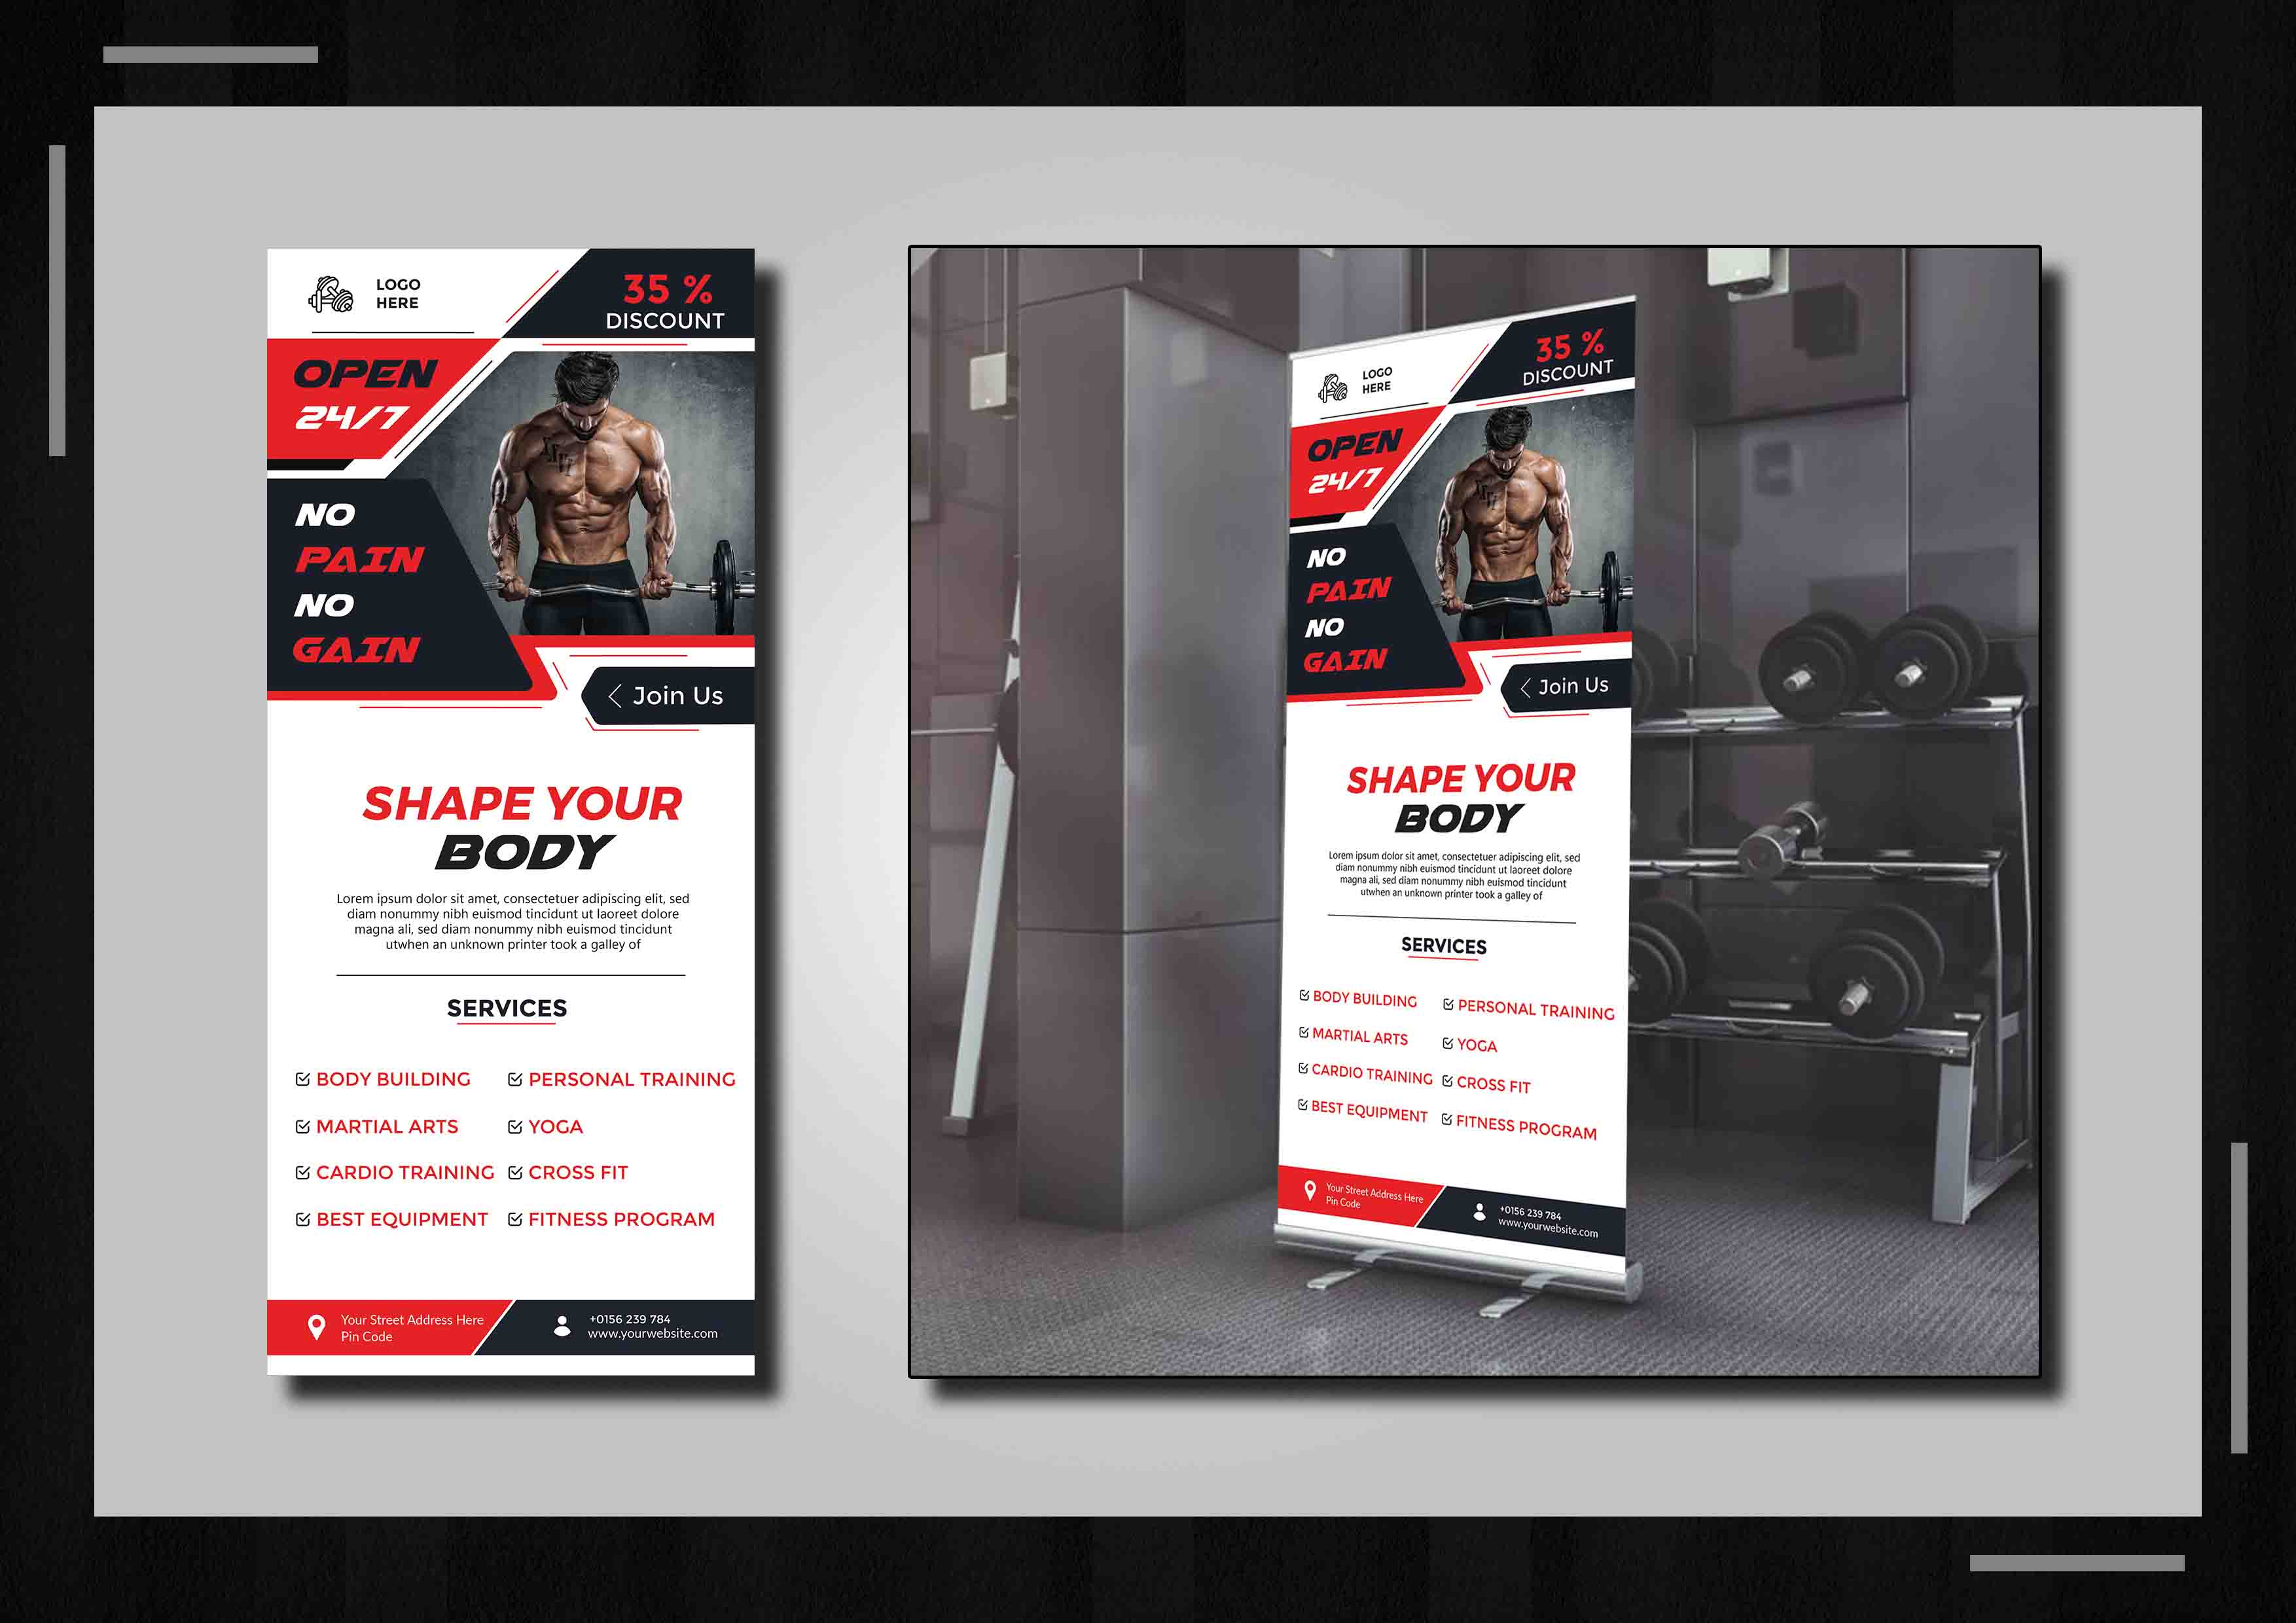 LOGO
HERE
35 %
DISCOUNT
OPEN
24/7
NO
PAIN
NO
GAIN
Join Us
SHAPE YOUR
BODY
Lorem ipsum dolor sit amet, consectetuer adipiscing elit, sed
diam nonummy nibh euismod tincidunt ut laoreet dolore
magna ali, sed diam nonummy nibh euismod tincidunt
utwhen an unknown printer took a galley of
SERVICES
BODY BUILDING
PERSONAL TRAINING
MARTIAL ARTS
YOGA
CARDIO TRAINING
CROSS FIT
BEST EQUIPMENT
FITNESS PROGRAM
Your Street Address Here
Pin Code
+0156 239 784
www.yourwebsite.com
LOGO
HERE
35 %
DISCOUNT
OPEN
24/7
NO
PAIN
NO
GAIN
Join Us
SHAPE YOUR
BODY
Lorem ipsum dolor sit amet, consectetuer adipiscing elit, sed
diam nonummy nibh euismod tincidunt ut laoreet dolore
magna ali, sed diam nonummy nibh euismod tincidunt
utwhen an unknown printer took a galley of
SERVICES
BODY BUILDING
PERSONAL TRAINING
MARTIAL ARTS
YOGA
CARDIO TRAINING
CROSS FIT
BEST EQUIPMENT
FITNESS PROGRAM
Your Street Address Here
Pin Code
+0156 239 784
www.yourwebsite.com